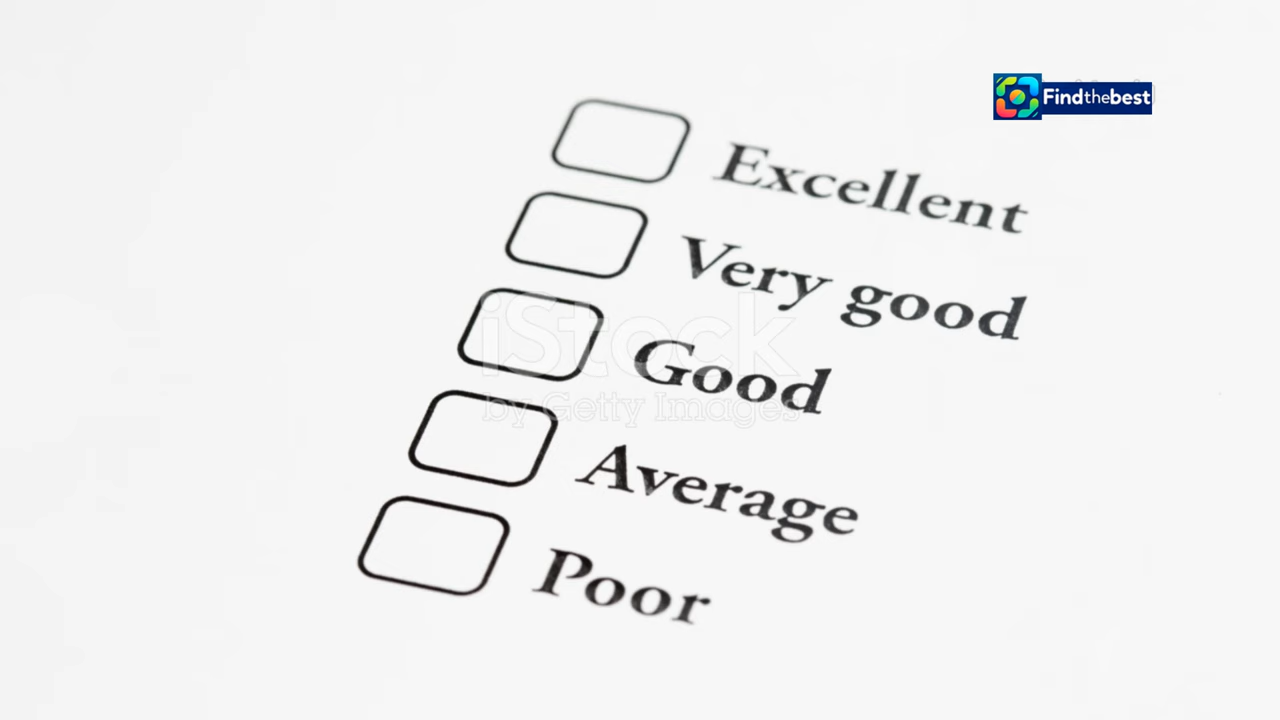 Findthebest
Excellent
Very good
Good
Average
Poor
iStock
by Getty Images